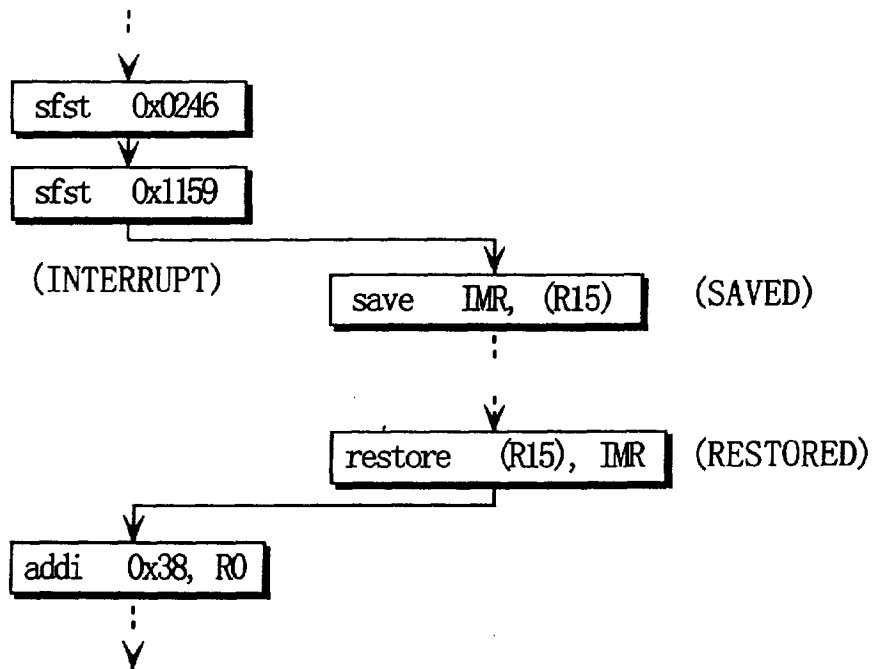 sfst 0x0246
sfst 0x1159
(INTERRUPT)
save IMR, (R15) (SAVED)
restore (R15), IMR (RESTORED)
addi 0x38, R0